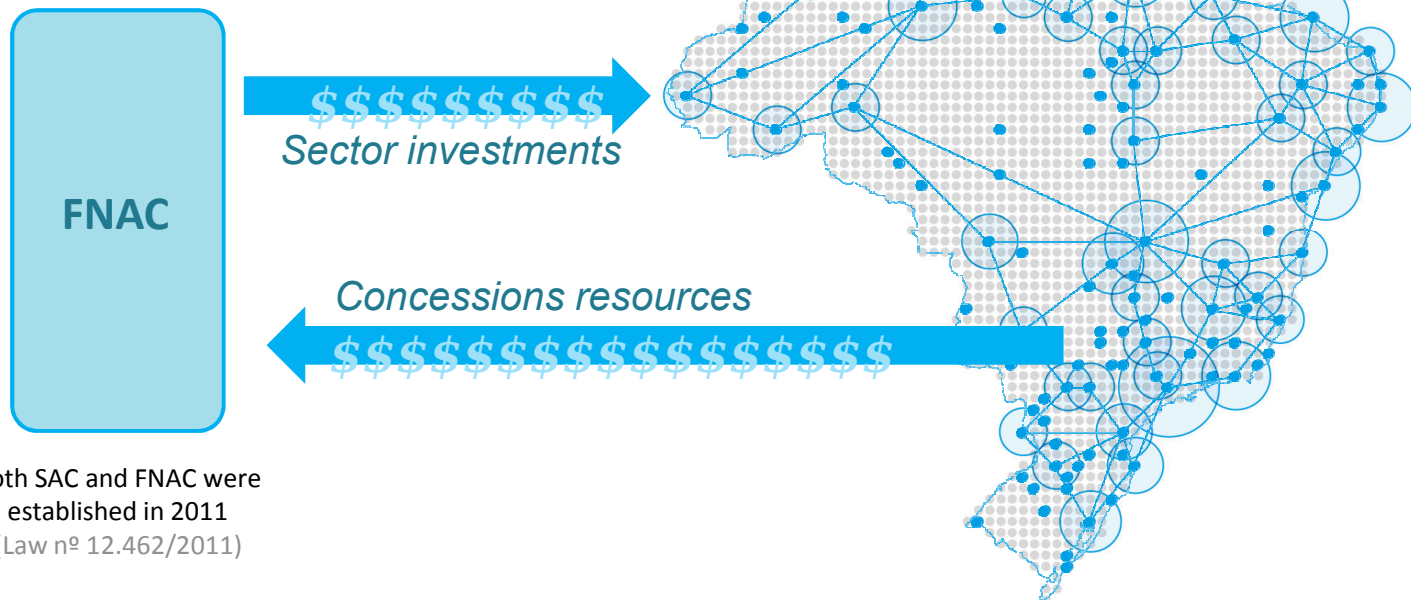 $$$$$$$$$
Sector investments
FNAC
Concessions resources
$$$$$$$$$$$$$$$$$
oth SAC and FNAC were
established in 2011
(Law nº 12.462/2011)